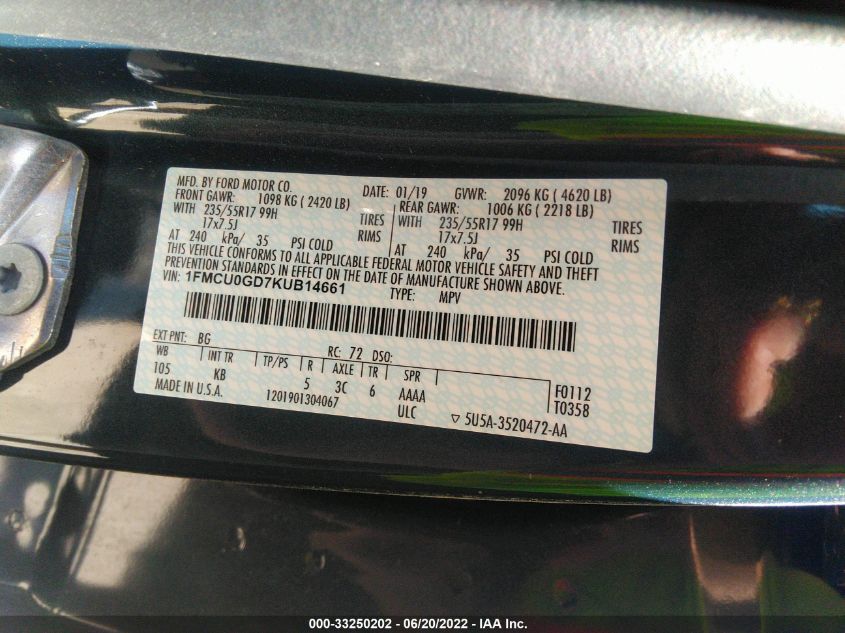 MFD. BY FORD MOTOR CO.
DATE: 01/19 GVWR: 2096 KG ( 4620 LB)
FRONT GAWR: 1098 KG ( 2420 LB) REAR GAWR: 1006 KG ( 2218 LB)
WITH 235/55R17 99H TIRES WITH 235/55R17 99H TIRES
17x7.5J RIMS 17x7.5J RIMS
AT 240 kPa/ 35 PSI COLD AT 240 kPa/ 35 PSI COLD
THIS VEHICLE CONFORMS TO ALL APPLICABLE FEDERAL MOTOR VEHICLE SAFETY AND THEFT
PREVENTION STANDARDS IN EFFECT ON THE DATE OF MANUFACTURE SHOWN ABOVE.
VIN: 1FMCU0GD7KUB14661
TYPE: MPV
EXT PNT: BG RC: 72 DSO:
WB INT TR TP/PS R AXLE TR SPR
105 KB 5 3C 6 AAAA F0112
MADE IN U.S.A. 1201901304067 ULC T0358
▽ 5U5A-3520472-AA
000-33250202 - 06/20/2022 - IAA Inc.